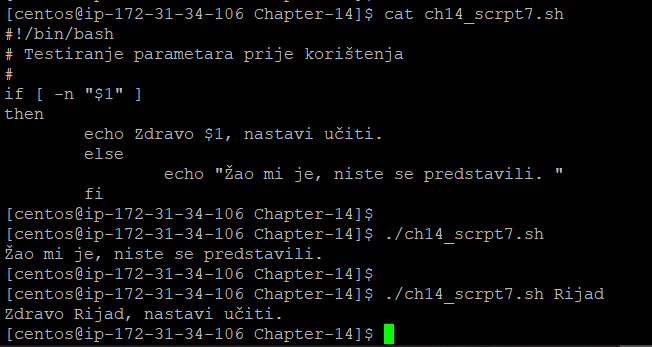 [centos@ip-172-31-34-106 Chapter-14]$ cat ch14_scrpt7.sh
#!/bin/bash
# Testiranje parametara prije korištenja
#
if [ -n "$1" ]
then
        echo Zdravo $1, nastavi učiti.
        else
                echo "Žao mi je, niste se predstavili. "
        fi
[centos@ip-172-31-34-106 Chapter-14]$
[centos@ip-172-31-34-106 Chapter-14]$ ./ch14_scrpt7.sh
Žao mi je, niste se predstavili.
[centos@ip-172-31-34-106 Chapter-14]$
[centos@ip-172-31-34-106 Chapter-14]$ ./ch14_scrpt7.sh Rijad
Zdravo Rijad, nastavi učiti.
[centos@ip-172-31-34-106 Chapter-14]$